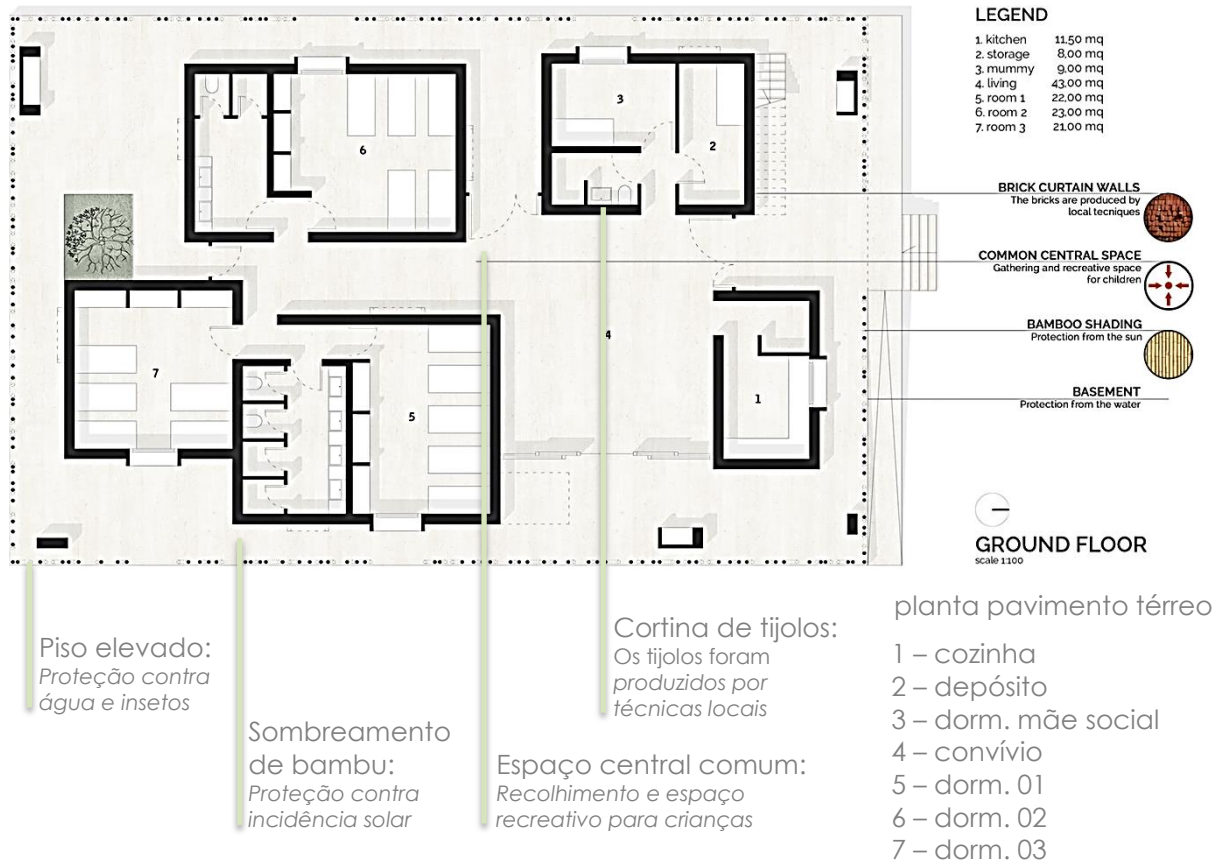 LEGEND
1. kitchen 11,50 mq
2. storage 8,00 mq
3. mummy 9,00 mq
4. living 43,00 mq
5. room 1 22,00 mq
6. room 2 23,00 mq
7. room 3 21,00 mq
BRICK CURTAIN WALLS
The bricks are produced by
local tecniques
COMMON CENTRAL SPACE
Gathering and recreative space
for children
BAMBOO SHADING
Protection from the sun
BASEMENT
Protection from the water
GROUND FLOOR
scale 1:100
3
6
2
4
7
5
1
Piso elevado:
Proteção contra
água e insetos
Sombreamento
de bambu:
Proteção contra
incidência solar
Espaço central comum:
Recolhimento e espaço
recreativo para crianças
Cortina de tijolos:
Os tijolos foram
produzidos por
técnicas locais
planta pavimento térreo
1 – cozinha
2 – depósito
3 – dorm. mãe social
4 – convívio
5 – dorm. 01
6 – dorm. 02
7 – dorm. 03